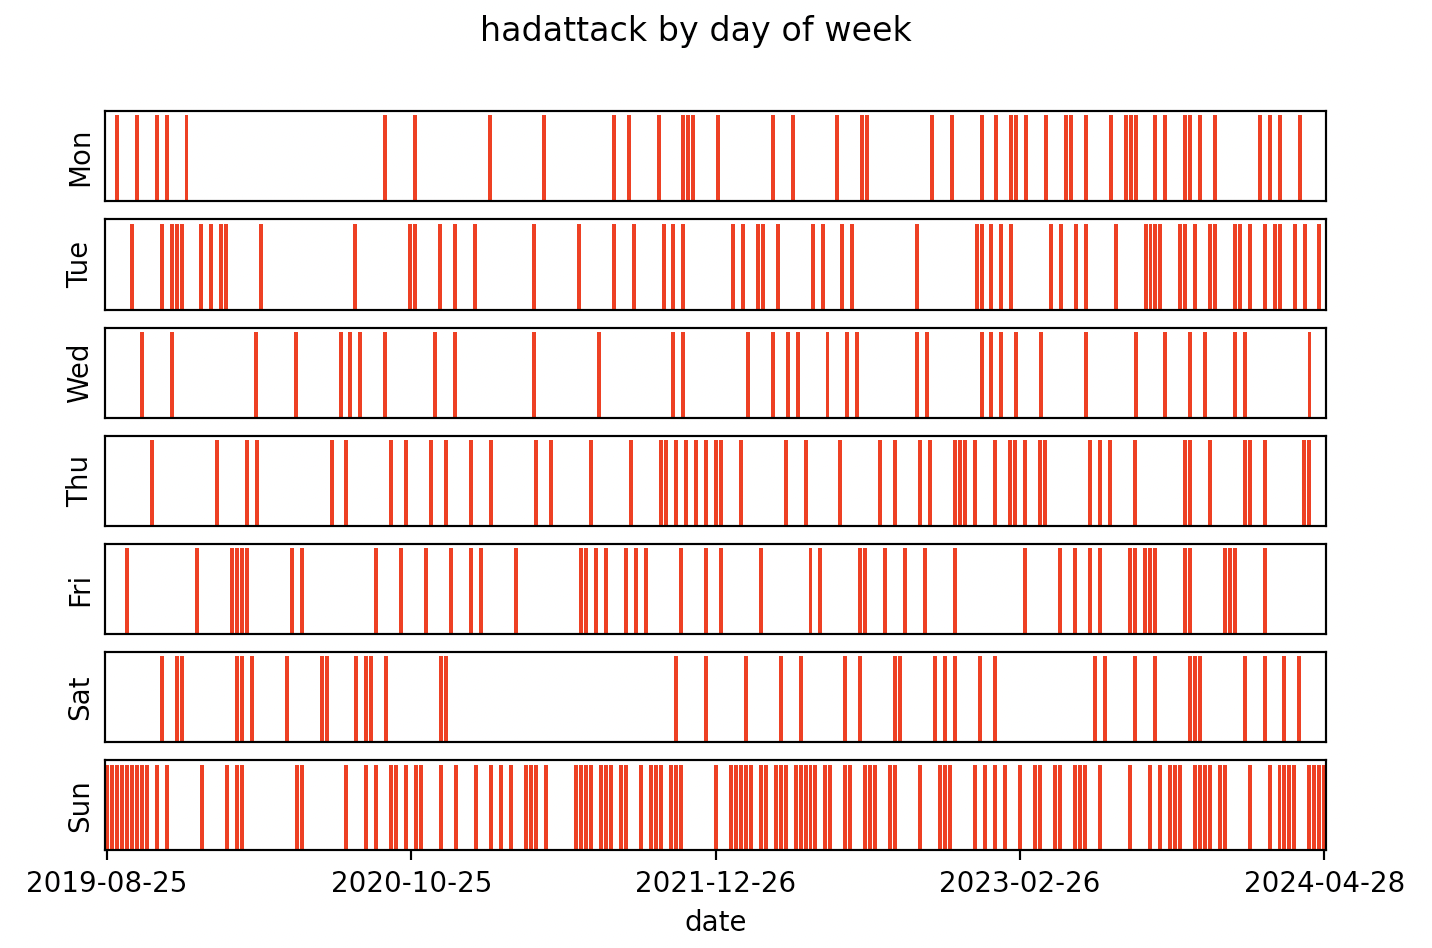 hadattack by day of week
Mon
Tue
Wed
Thu
Fri
Sat
Sun
2019-08-25 2020-10-25 2021-12-26 2023-02-26 2024-04-28
date